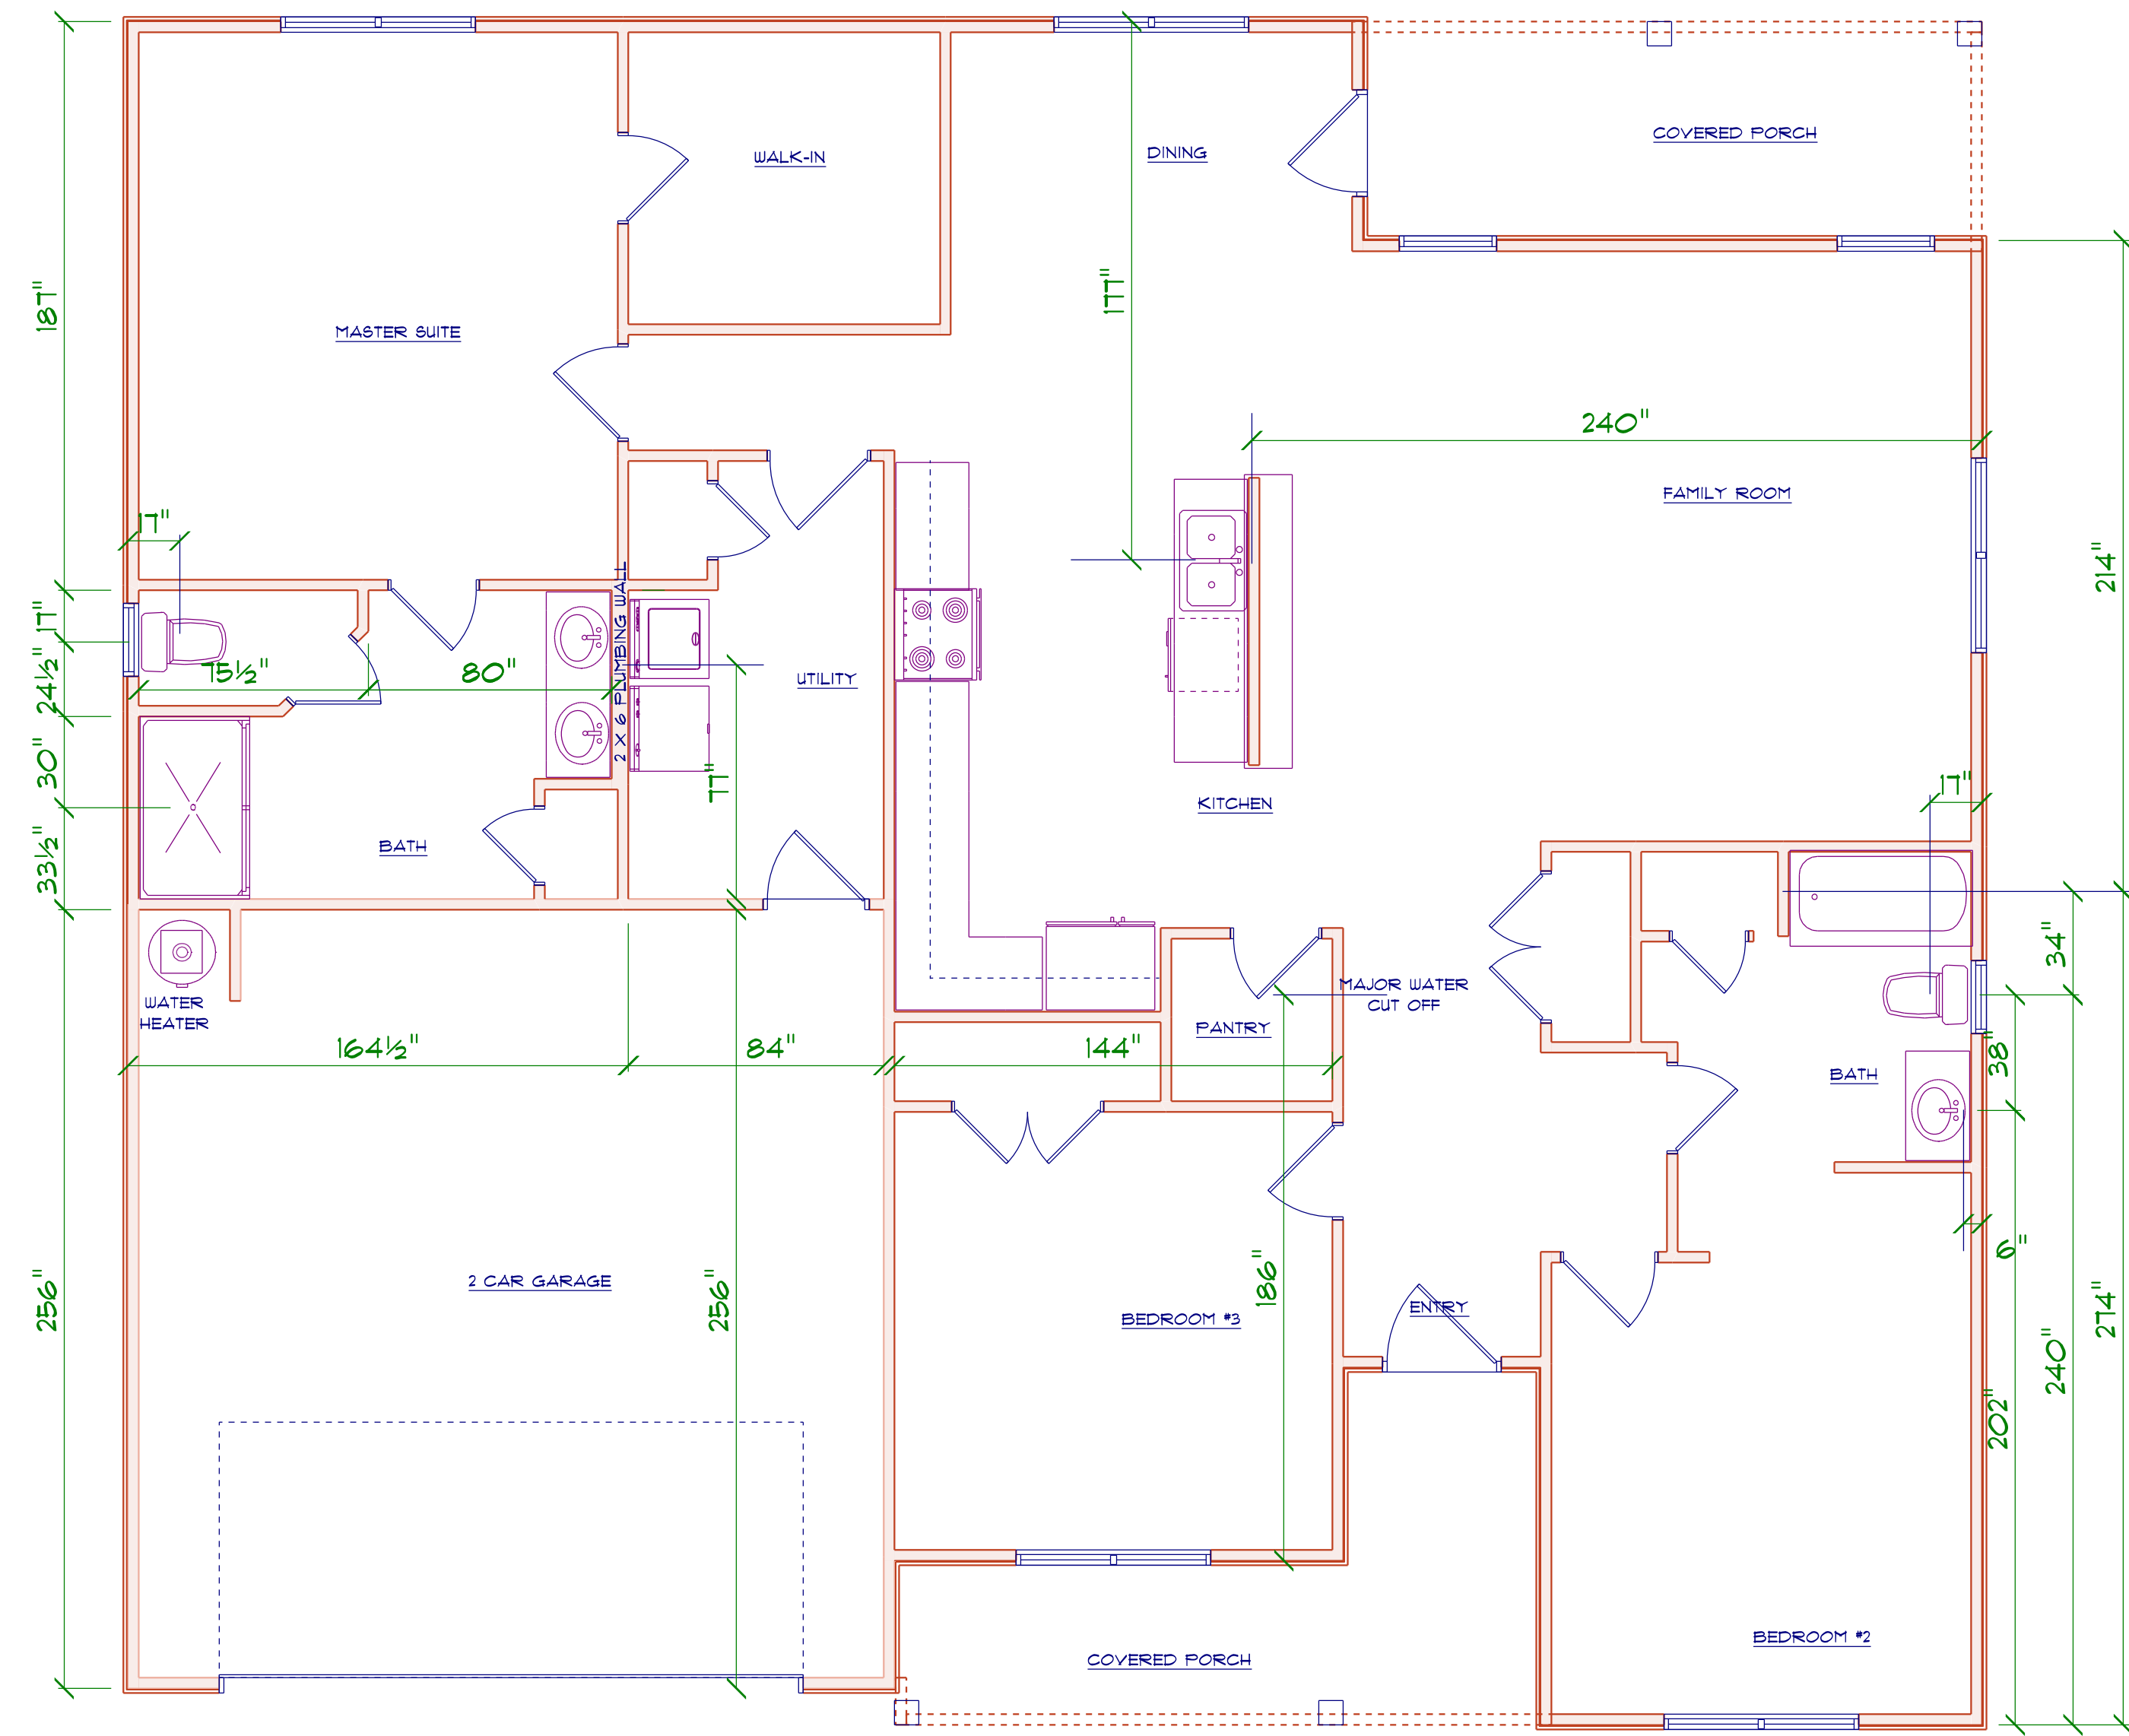 WALK-IN
DINING
COVERED PORCH
187"
177"
MASTER SUITE
240"
FAMILY ROOM
17"
214"
17"
24½"
75½"
80"
2 X 6 PLUMBING WALL
UTILITY
30"
77"
17"
KITCHEN
33½"
BATH
34"
WATER
HEATER
MAJOR WATER
CUT OFF
PANTRY
164½"
84"
144"
38"
BATH
6"
256"
2 CAR GARAGE
256"
186"
BEDROOM #3
ENTRY
274"
240"
202"
BEDROOM #2
COVERED PORCH